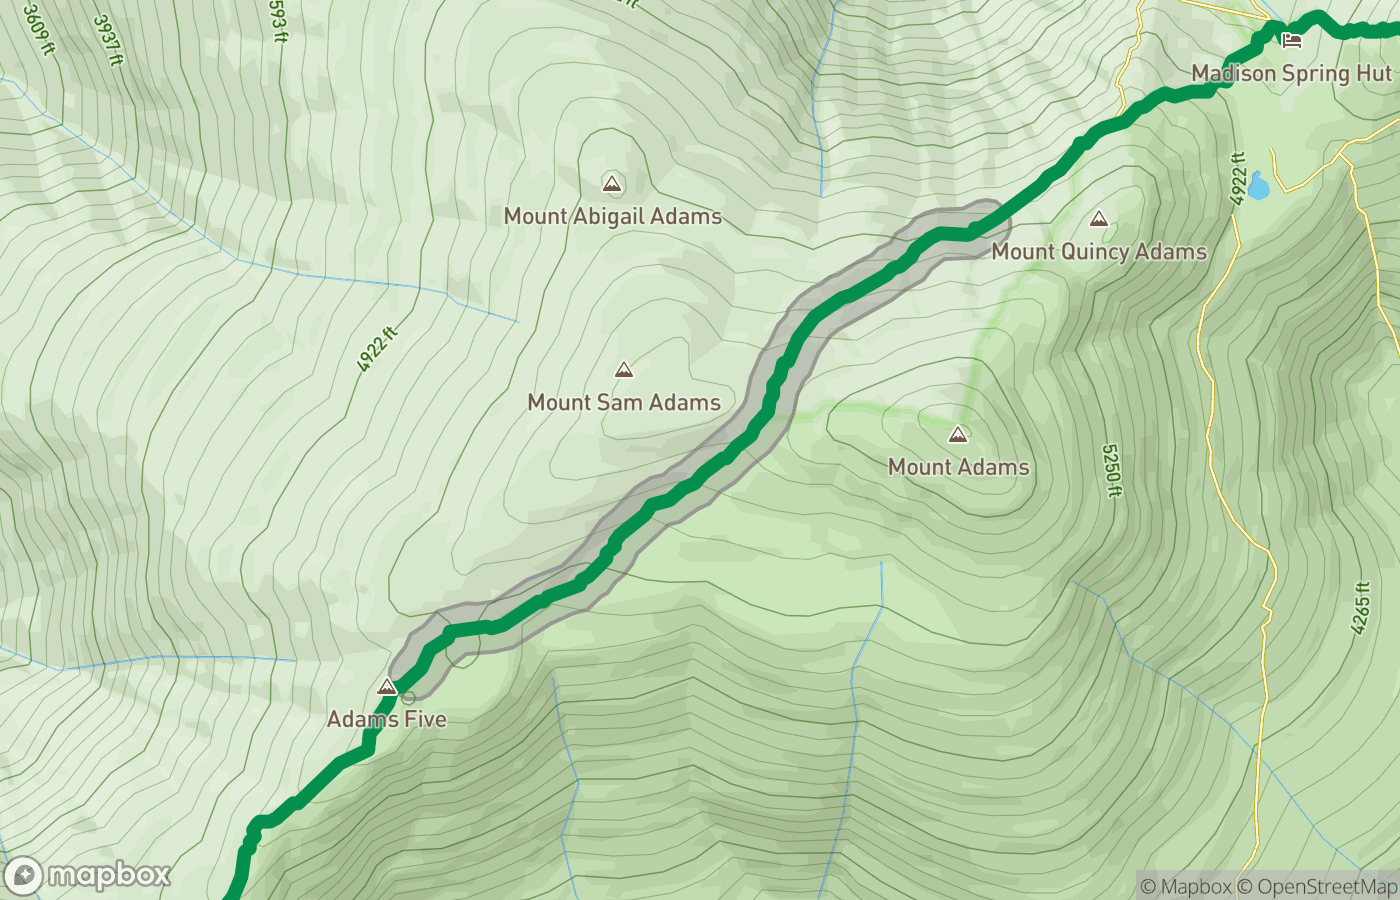 3609 ft
3937 ft
4593 ft
Madison Spring Hut
4922 ft
Mount Abigail Adams
Mount Quincy Adams
4922 ft
Mount Sam Adams
Mount Adams
5250 ft
4265 ft
Adams Five
mapbox
© Mapbox © OpenStreetMap